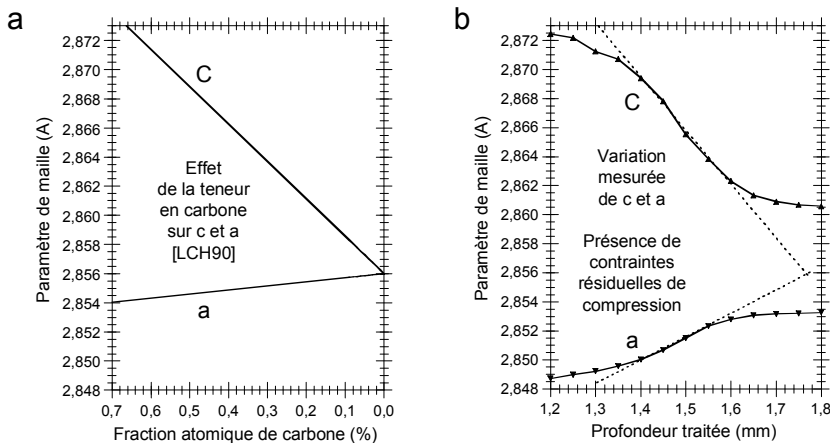 a
2,872
2,870
2,868
2,866
2,864
2,862
2,860
2,858
2,856
2,854
2,852
2,850
2,848
Paramètre de maille (A)
C
Effet
de la teneur
en carbone
sur c et a
[LCH90]
a
0,7 0,6 0,5 0,4 0,3 0,2 0,1 0,0
Fraction atomique de carbone (%)
b
2,872
2,870
2,868
2,866
2,864
2,862
2,860
2,858
2,856
2,854
2,852
2,850
2,848
Paramètre de maille (A)
C
Variation
mesurée
de c et a
Présence de
contraintes
résiduelles de
compression
a
1,2 1,3 1,4 1,5 1,6 1,7 1,8
Profondeur traitée (mm)